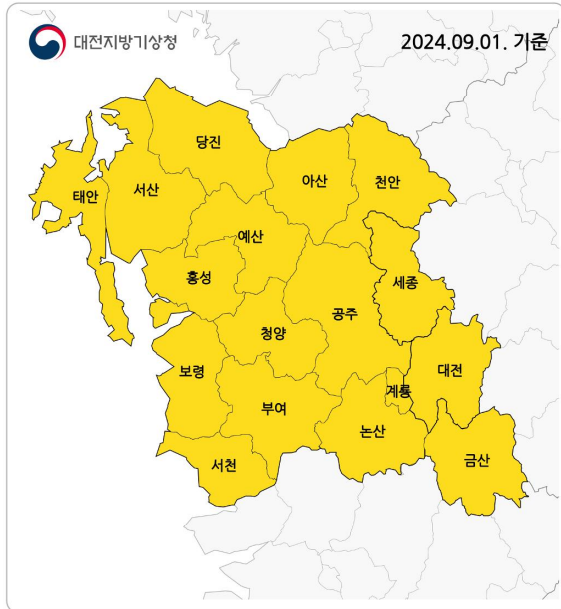 대전지방기상청
2024.09.01. 기준
당진
아산
천안
태안
서산
예산
홍성
세종
공주
청양
보령
대전
계룡
부여
논산
서천
금산